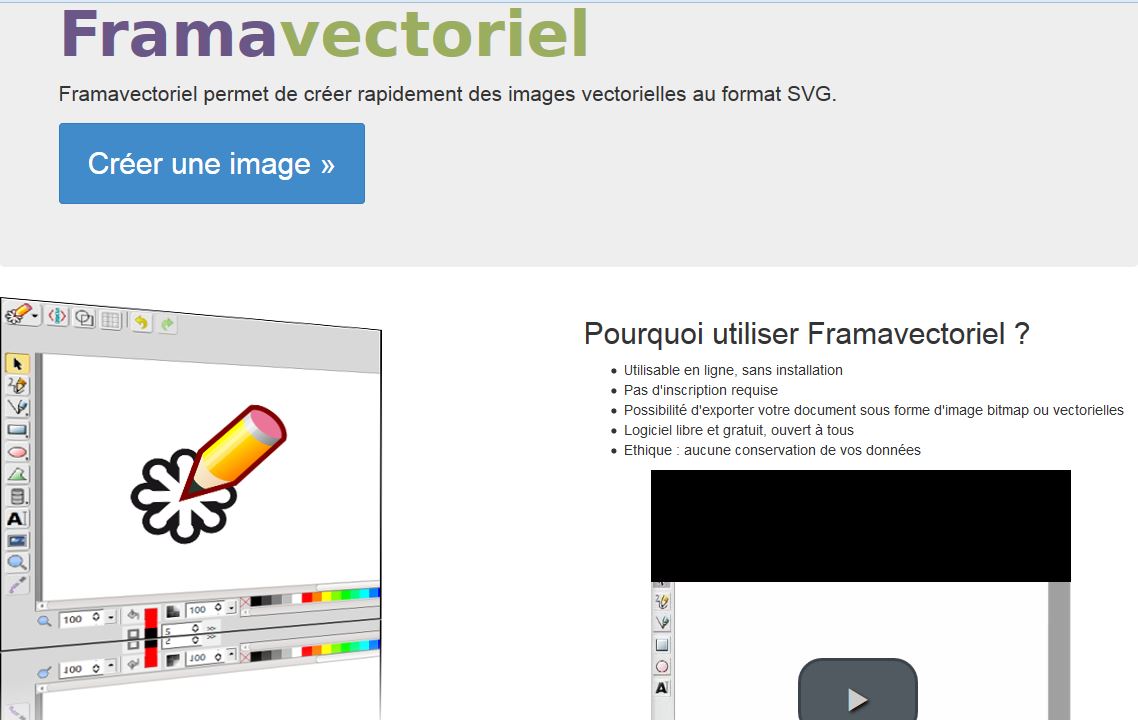 Framavectoriel
Framavectoriel permet de créer rapidement des images vectorielles au format SVG.
Créer une image »
Pourquoi utiliser Framavectoriel ?
Utilisable en ligne, sans installation
Pas d'inscription requise
Possibilité d'exporter votre document sous forme d'image bitmap ou vectorielles
Logiciel libre et gratuit, ouvert à tous
Ethique : aucune conservation de vos données
A
A
100
100
5
2
100
100